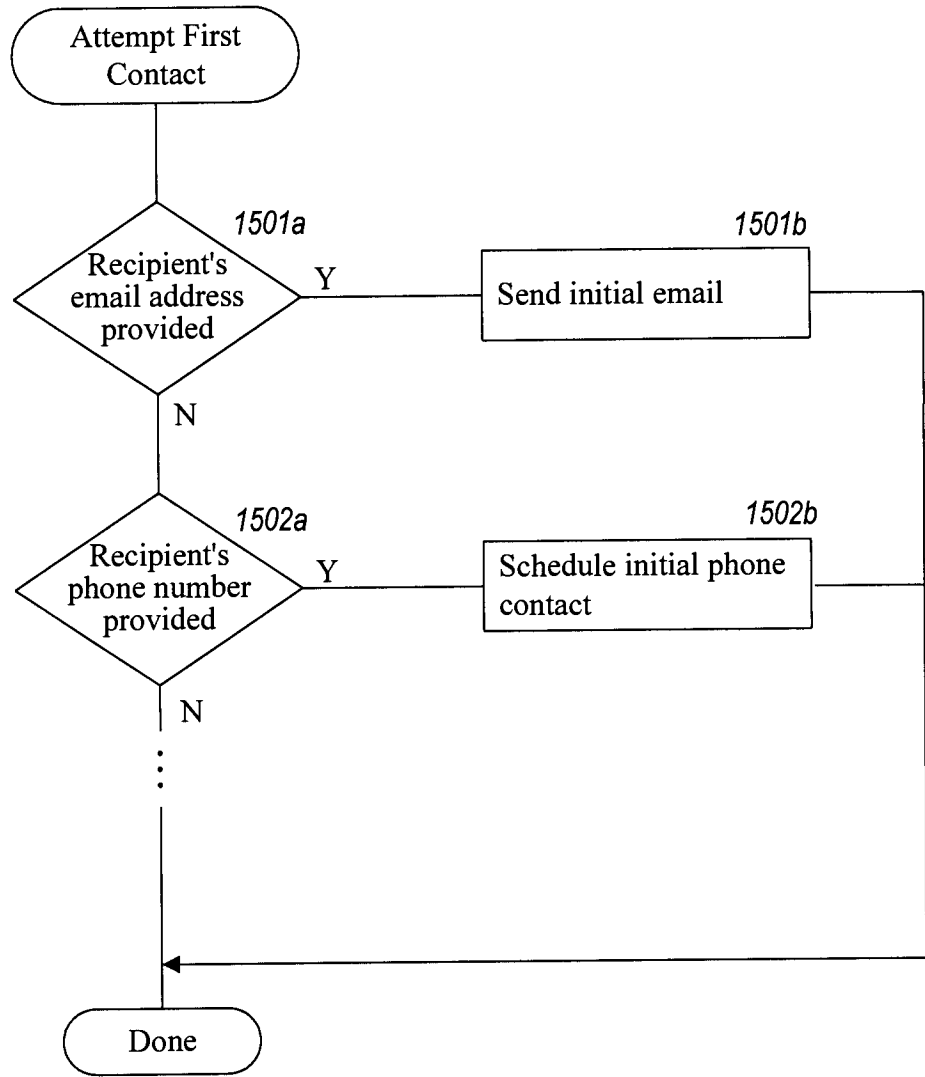 Attempt First
Contact
1501a
Recipient's
email address
provided
Y
1501b
Send initial email
N
1502a
Recipient's
phone number
provided
Y
1502b
Schedule initial phone
contact
N
Done